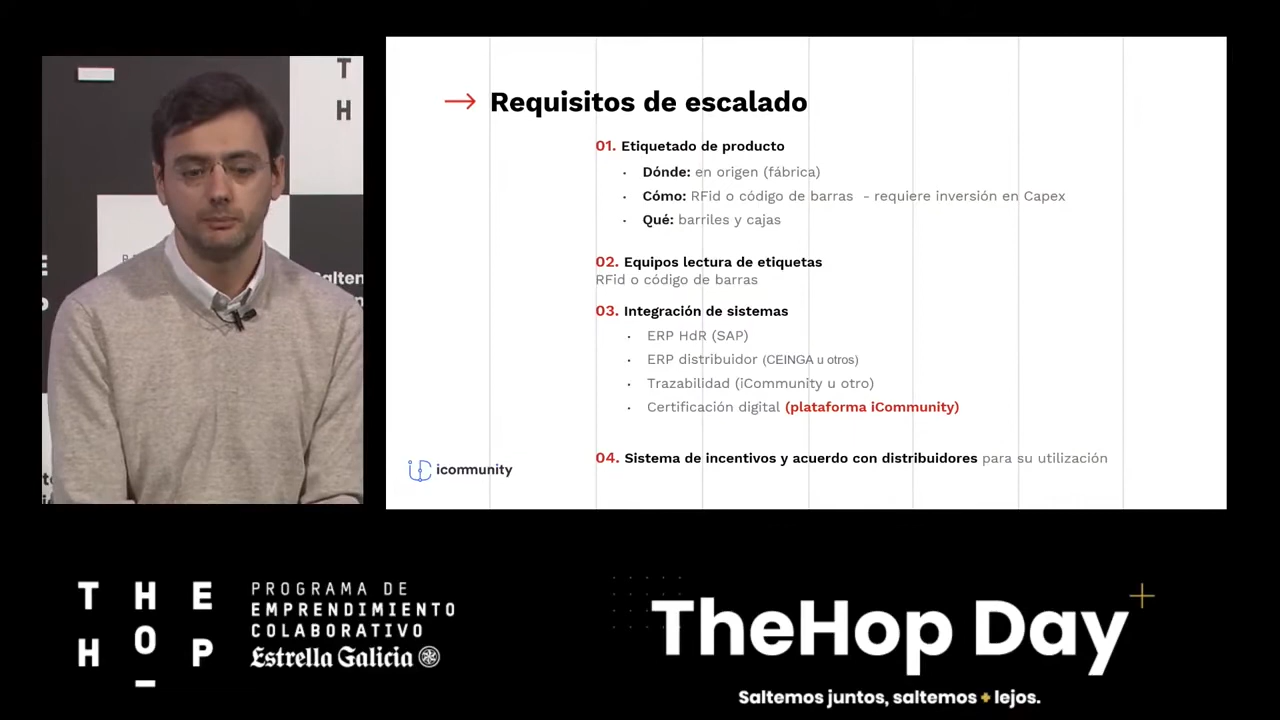 T
H
Requisitos de escalado
01. Etiquetado de producto
· Dónde: en origen (fábrica)
· Cómo: RFid o código de barras - requiere inversión en Capex
· Qué: barriles y cajas
02. Equipos lectura de etiquetas
RFid o código de barras
03. Integración de sistemas
· ERP HdR (SAP)
· ERP distribuidor (CEINGA u otros)
· Trazabilidad (iCommunity u otro)
· Certificación digital (plataforma iCommunity)
04. Sistema de incentivos y acuerdo con distribuidores para su utilización
icommunity
THE
HOP
PROGRAMA DE
EMPRENDIMIENTO
COLABORATIVO
Estrella Galicia
TheHop Day
Saltemos juntos, saltemos + lejos.